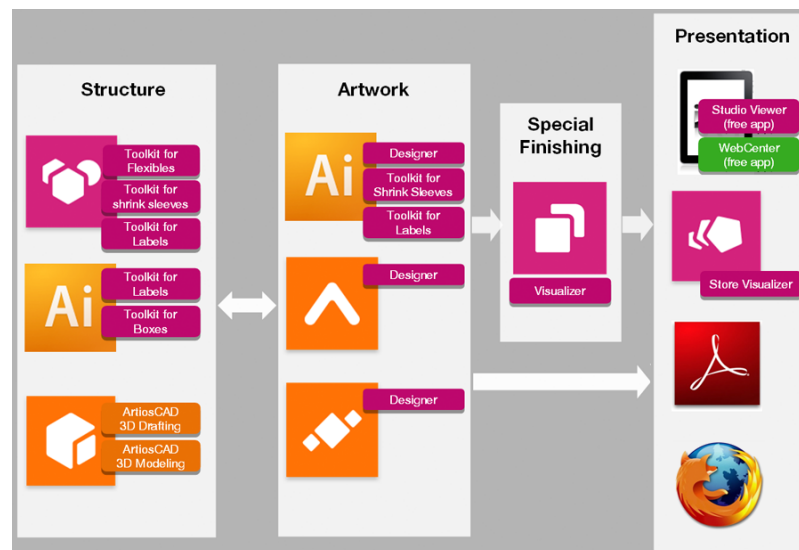 Structure
Toolkit for
Flexibles
Toolkit for
shrink sleeves
Toolkit for
Labels
Ai
Toolkit for
Labels
Toolkit for
Boxes
ArtiosCAD
3D Drafting
ArtiosCAD
3D Modeling
Artwork
Ai
Designer
Toolkit for
Shrink Sleeves
Toolkit for
Labels
Designer
Designer
Special
Finishing
Visualizer
Presentation
Studio Viewer
(free app)
WebCenter
(free app)
Store Visualizer